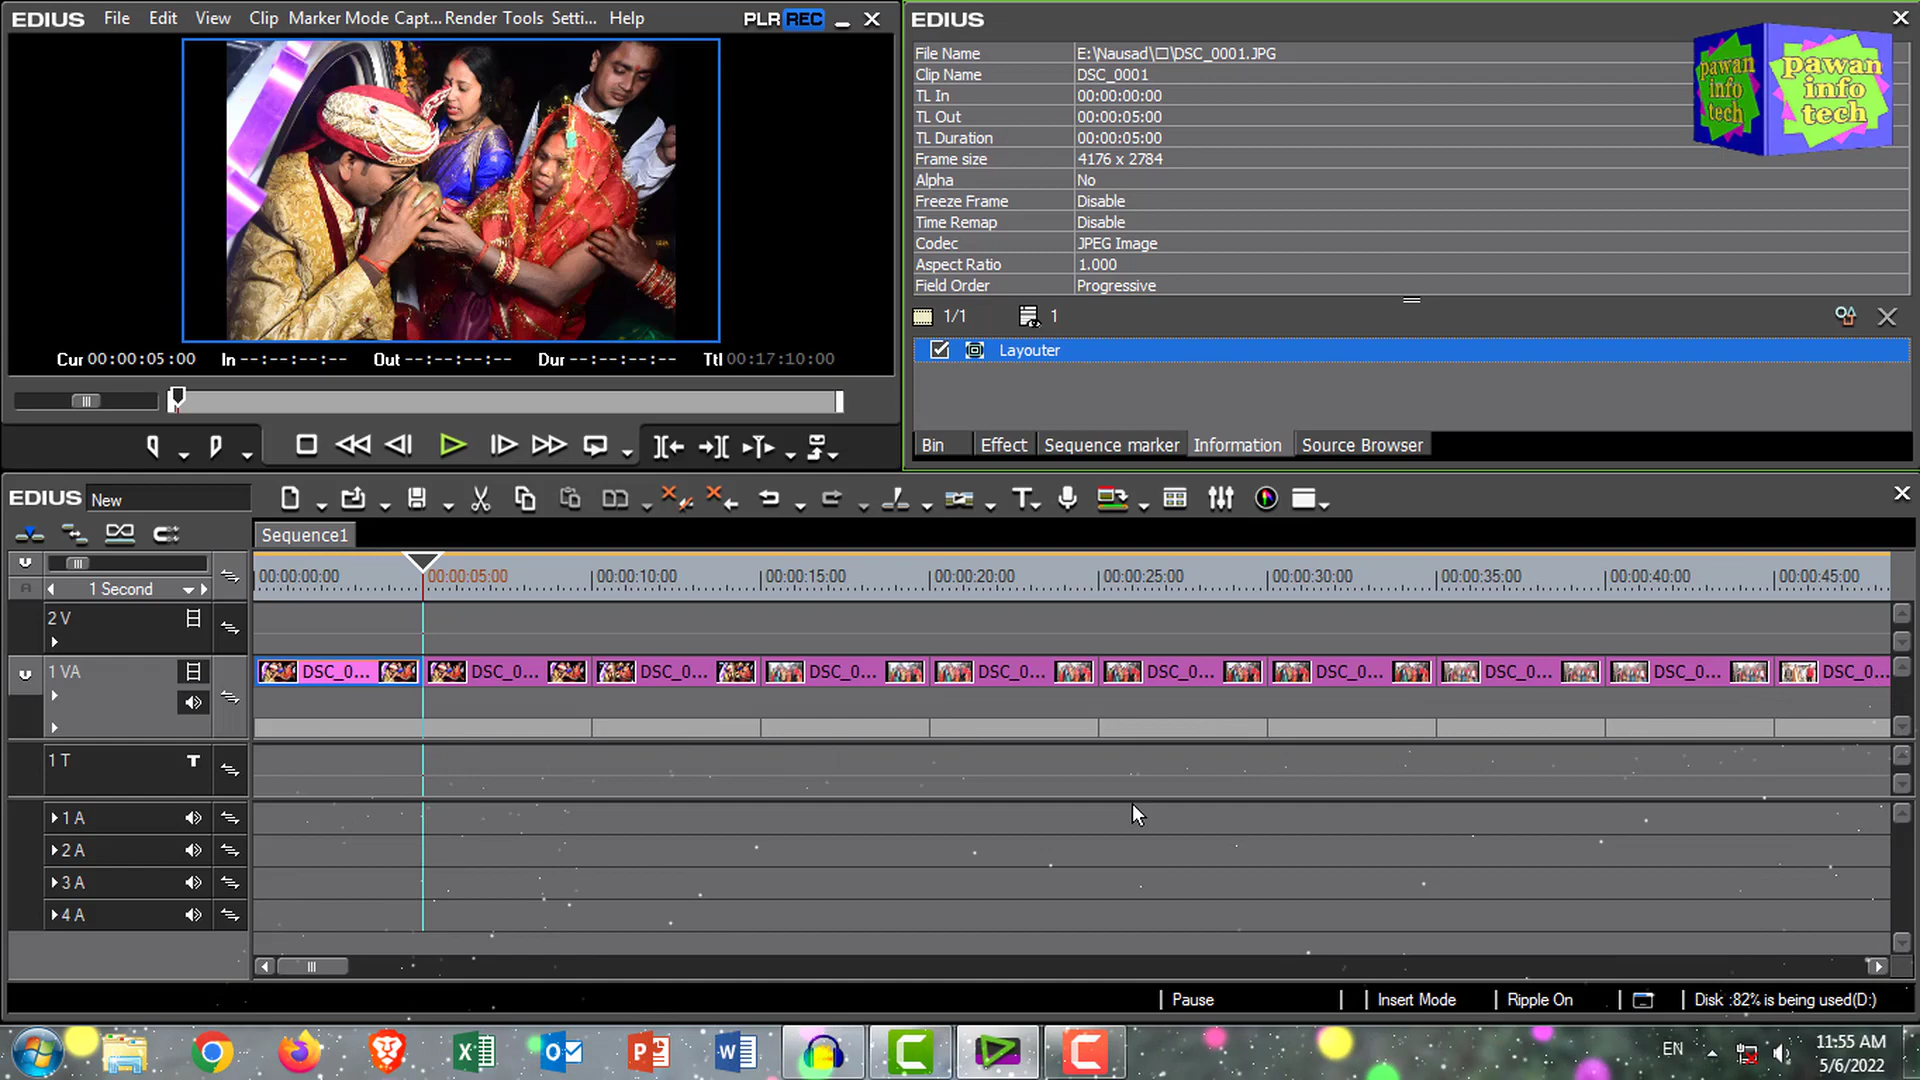 EDIUS File Edit View Clip Marker Mode Capt... Render Tools Setti... Help PLR REC
Cur 00:00:05:00 In --:--:--:-- Out --:--:--:-- Dur --:--:--:-- Ttl 00:17:10:00
EDIUS
File Name E:\Nausad\□\DSC_0001.JPG
Clip Name DSC_0001
TL In 00:00:00:00
TL Out 00:00:05:00
TL Duration 00:00:05:00
Frame size 4176 x 2784
Alpha No
Freeze Frame Disable
Time Remap Disable
Codec JPEG Image
Aspect Ratio 1.000
Field Order Progressive
pawan
info
tech
pawan
info
tech
1/1 1
Layouter
Bin Effect Sequence marker Information Source Browser
EDIUS New
Sequence1
1 Second
00:00:00:00 00:00:05:00 00:00:10:00 00:00:15:00 00:00:20:00 00:00:25:00 00:00:30:00 00:00:35:00 00:00:40:00 00:00:45:00
2 V
1 VA
DSC_0... DSC_0... DSC_0... DSC_0... DSC_0... DSC_0... DSC_0... DSC_0... DSC_0... DSC_0...
1 T T
1 A
2 A
3 A
4 A
Pause Insert Mode Ripple On Disk :82% is being used(D:)
EN 11:55 AM
5/6/2022